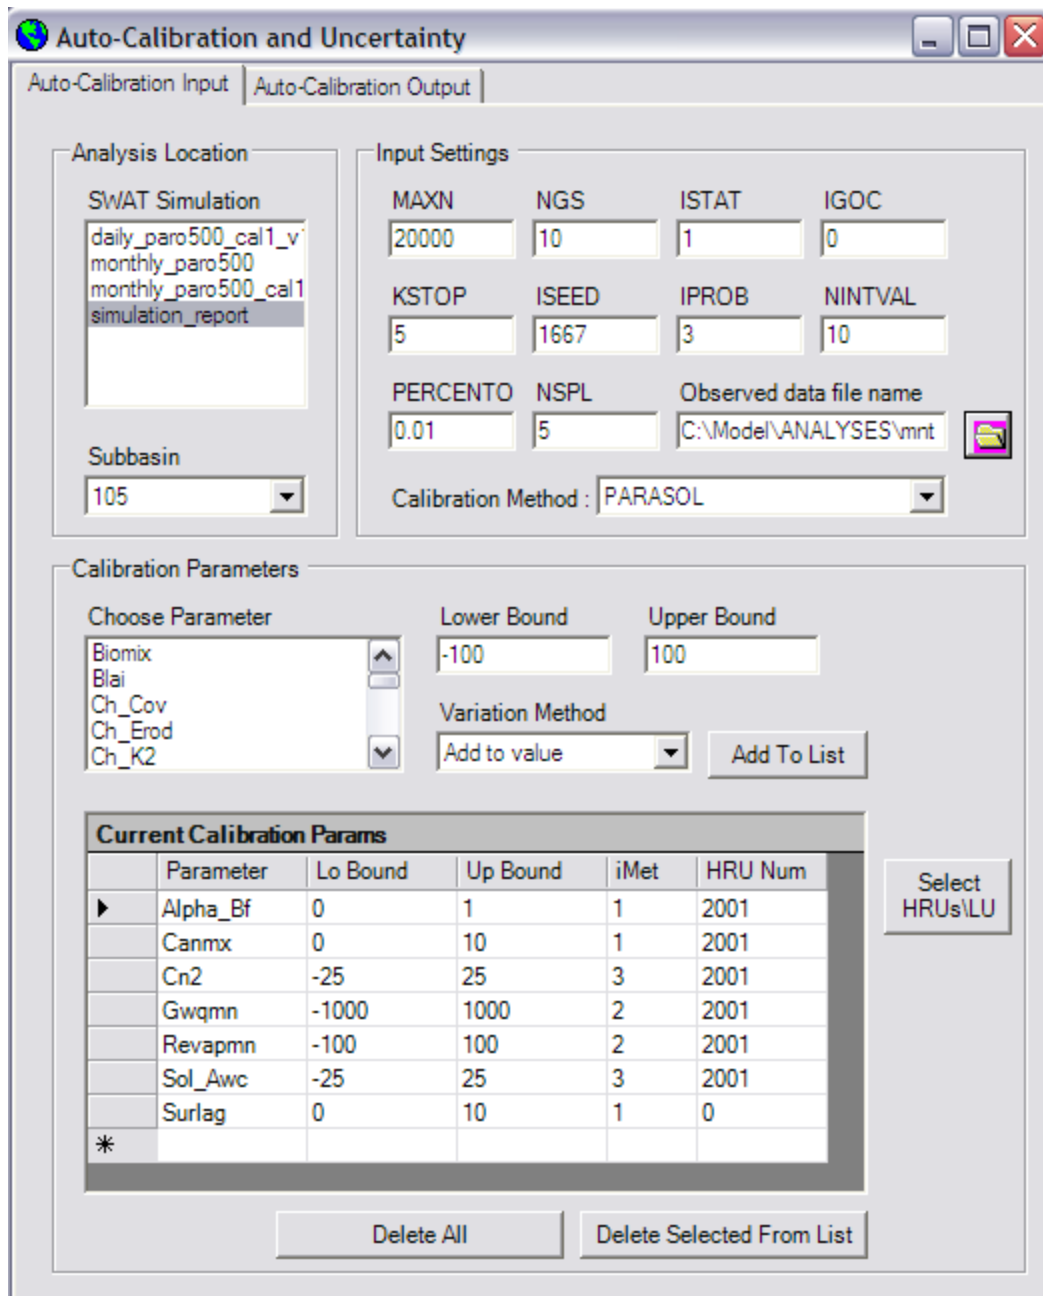 Auto-Calibration and Uncertainty
Auto-Calibration Input Auto-Calibration Output
Analysis Location
SWAT Simulation
daily_paro500_cal1_v
monthly_paro500
monthly_paro500_cal1
simulation_report
Subbasin
105
Input Settings
MAXN NGS ISTAT IGOC
20000 10 1 0
KSTOP ISEED IPROB NINTVAL
5 1667 3 10
PERCENTO NSPL Observed data file name
0.01 5 C:\Model\ANALYSES\mnt
Calibration Method : PARASOL
Calibration Parameters
Choose Parameter Lower Bound Upper Bound
Biomix
Blai
Ch_Cov
Ch_Erod
Ch_K2
-100 100
Variation Method
Add to value Add To List
Current Calibration Params
Parameter Lo Bound Up Bound iMet HRU Num
Alpha_Bf 0 1 1 2001
Canmx 0 10 1 2001
Cn2 -25 25 3 2001
Gwqmn -1000 1000 2 2001
Revapmn -100 100 2 2001
Sol_Awc -25 25 3 2001
Surlag 0 10 1 0
Select
HRUs\LU
Delete All Delete Selected From List